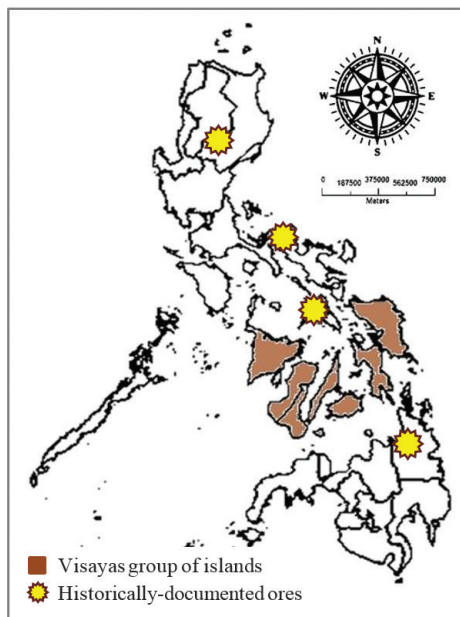 N
W E
S
0 187500 375000 562500 750000
Meters
Visayas group of islands
Historically-documented ores